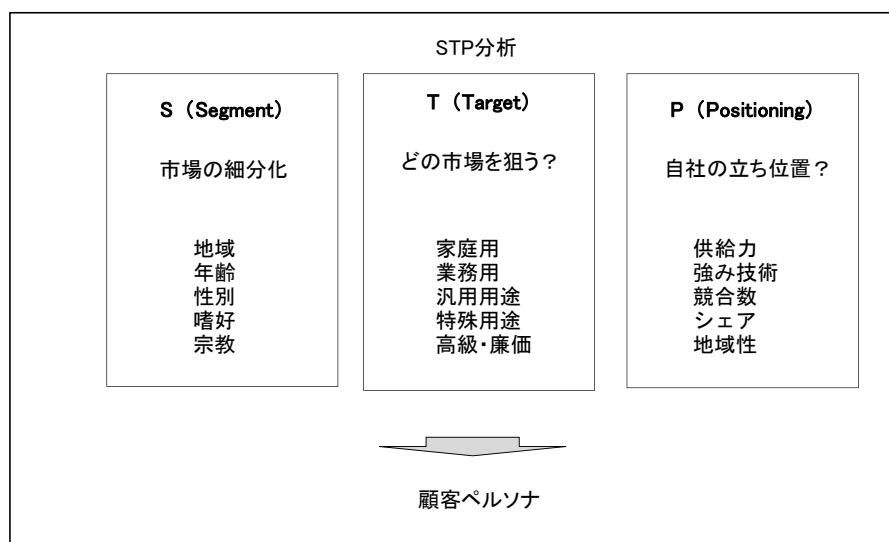 STP分析
S (Segment)
市場の細分化
地域
年齢
性別
嗜好
宗教
T (Target)
どの市場を狙う?
家庭用
業務用
汎用用途
特殊用途
高級・廉価
P (Positioning)
自社の立ち位置?
供給力
強み技術
競合数
シェア
地域性
顧客ペルソナ